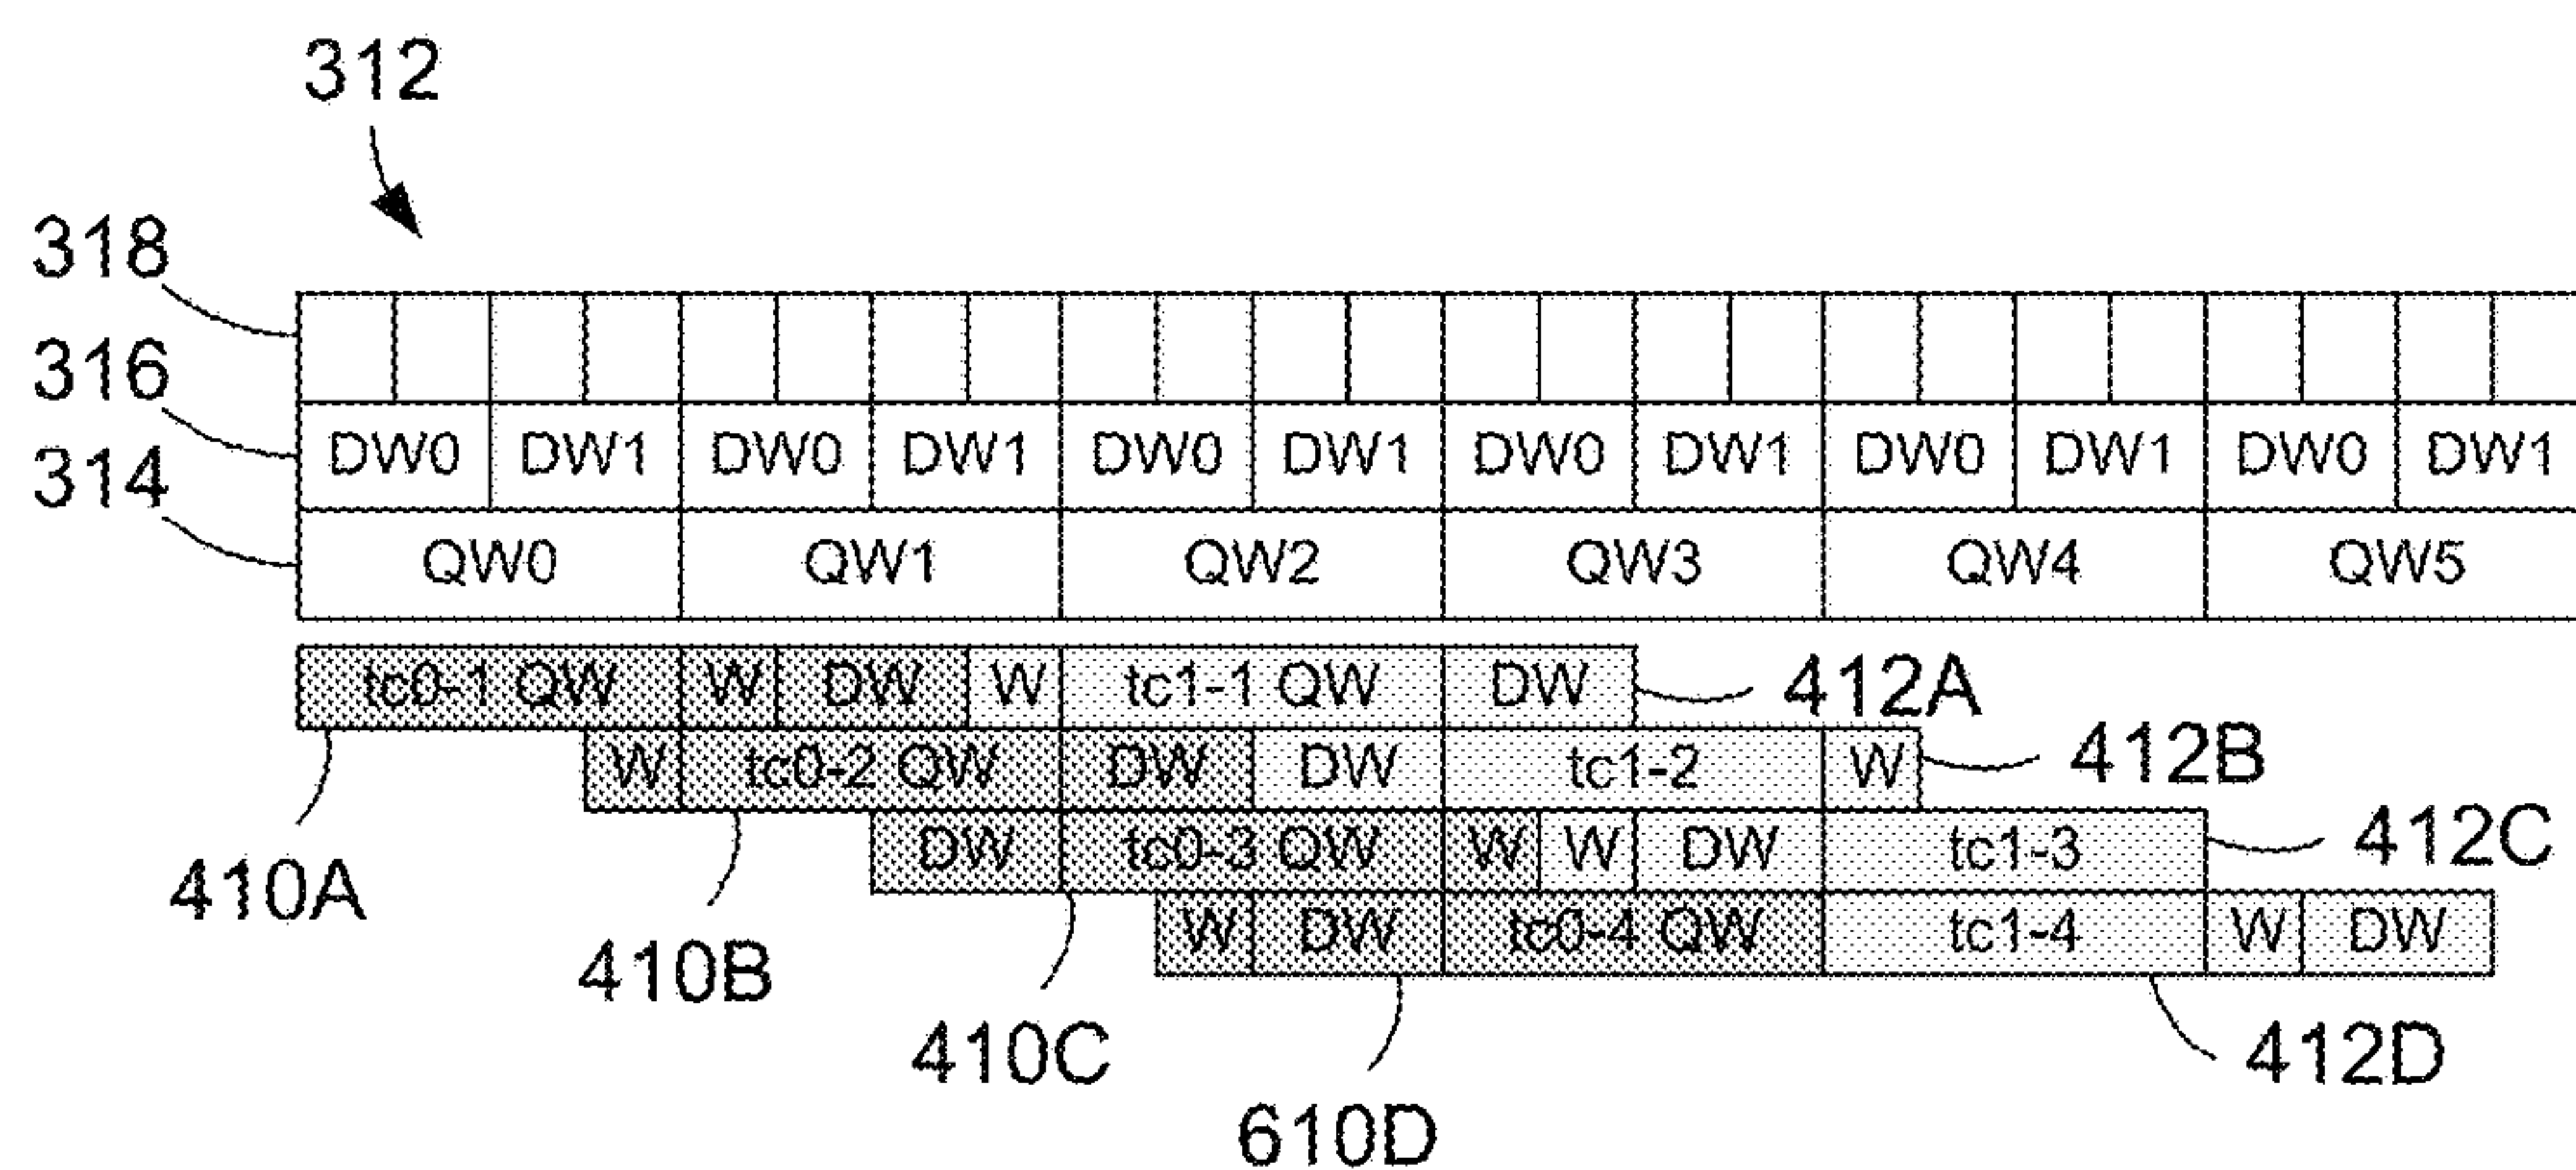 312
318
316
314
DW0 DW1 DW0 DW1 DW0 DW1 DW0 DW1 DW0 DW1 DW0 DW1
QW0 QW1 QW2 QW3 QW4 QW5
tc0-1 QW W DW W tc1-1 QW DW 412A
W tc0-2 QW DW DW tc1-2 W 412B
DW tc0-3 QW W W DW tc1-3 412C
W DW tc0-4 QW tc1-4 W DW
410A
410B
410C
412D
610D